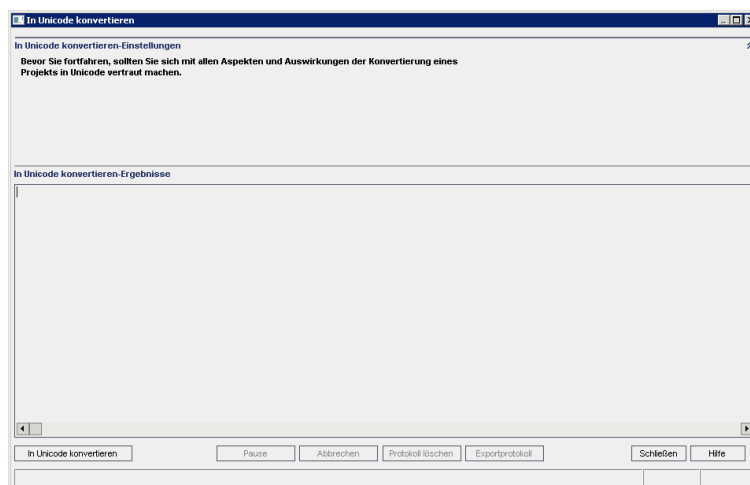 In Unicode konvertieren
In Unicode konvertieren-Einstellungen
Bevor Sie fortfahren, sollten Sie sich mit allen Aspekten und Auswirkungen der Konvertierung eines
Projekts in Unicode vertraut machen.
In Unicode konvertieren-Ergebnisse
In Unicode konvertieren Pause Abbrechen Protokoll löschen Exportprotokoll Schließen Hilfe